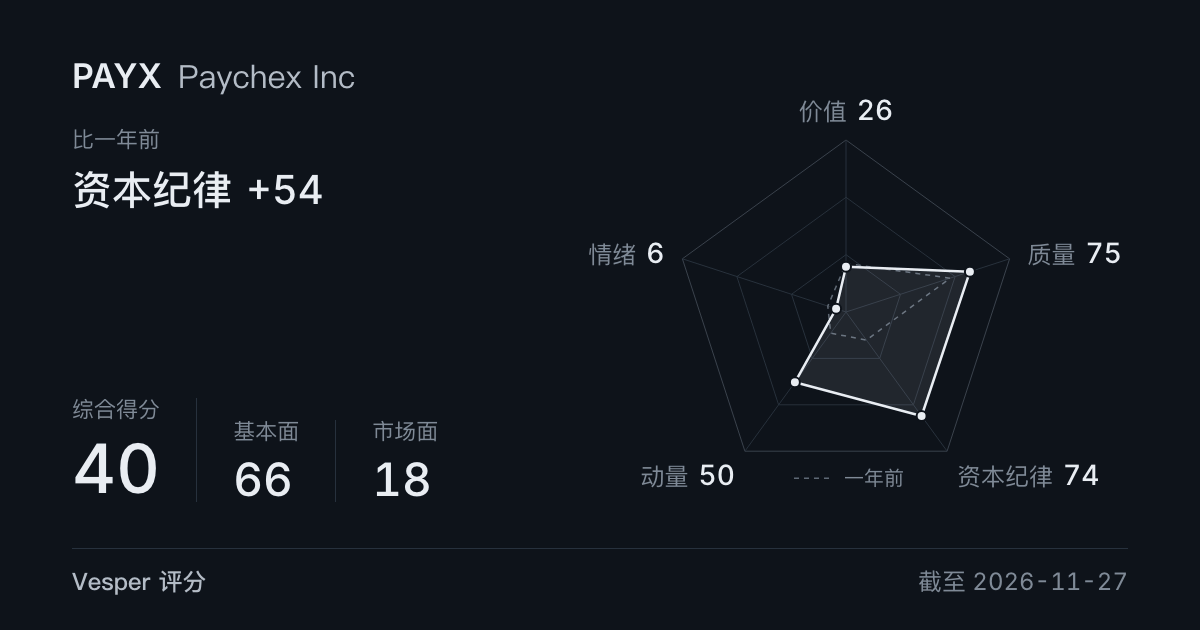 PAYX Paychex Inc
比一年前
资本纪律 +54
价值 26
质量 75
资本纪律 74
动量 50
情绪 6
一年前
综合得分
40
基本面
66
市场面
18
Vesper 评分
截至 2026-11-27